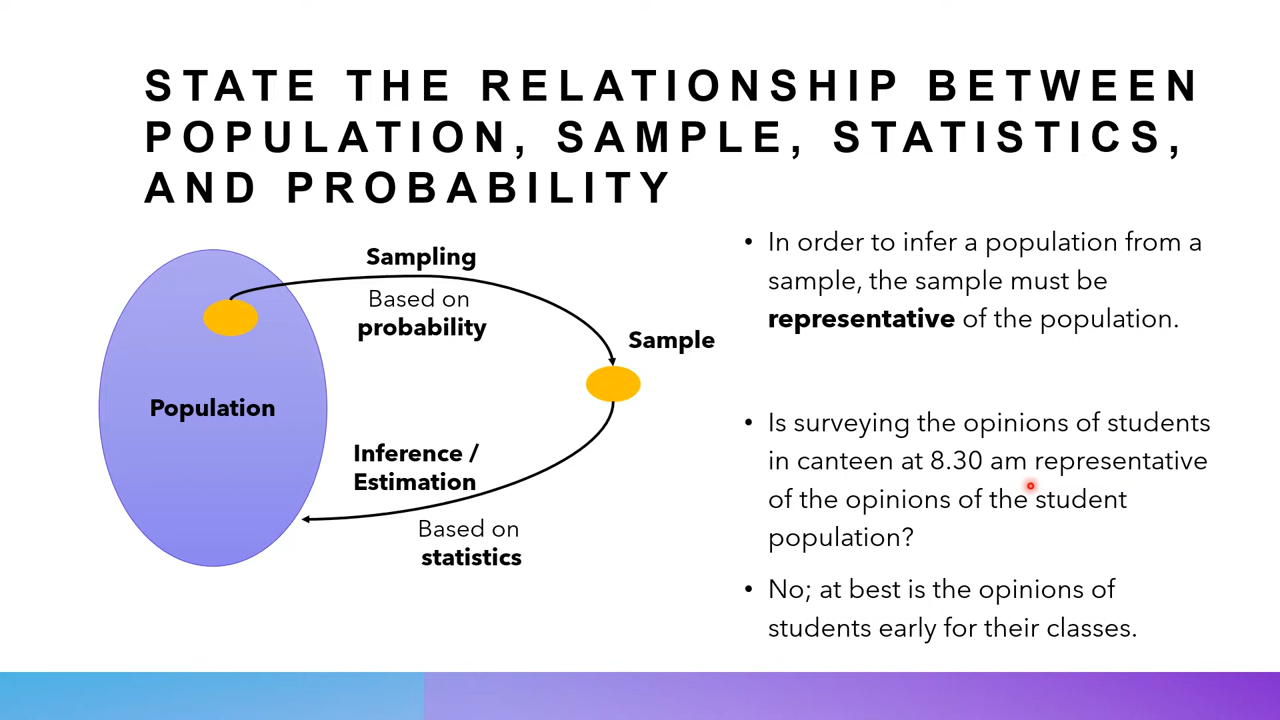 STATE THE RELATIONSHIP BETWEEN
POPULATION, SAMPLE, STATISTICS,
AND PROBABILITY
Sampling
Based on
probability
Sample
Population
Inference /
Estimation
Based on
statistics
• In order to infer a population from a
sample, the sample must be
representative of the population.
• Is surveying the opinions of students
in canteen at 8.30 am representative
of the opinions of the student
population?
• No; at best is the opinions of
students early for their classes.